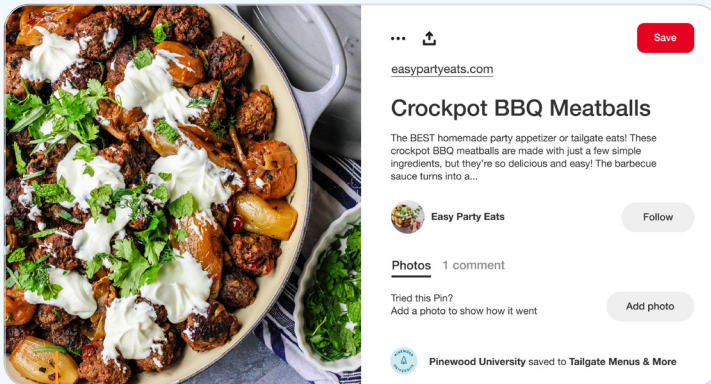 Save
easypartyeats.com
Crockpot BBQ Meatballs
The BEST homemade party appetizer or tailgate eats! These
crockpot BBQ meatballs are made with just a few simple
ingredients, but they're so delicious and easy! The barbecue
sauce turns into a...
Easy Party Eats
Follow
Photos 1 comment
Tried this Pin?
Add a photo to show how it went
Add photo
PINEWOOD
UNIVERSITY
Pinewood University saved to Tailgate Menus & More